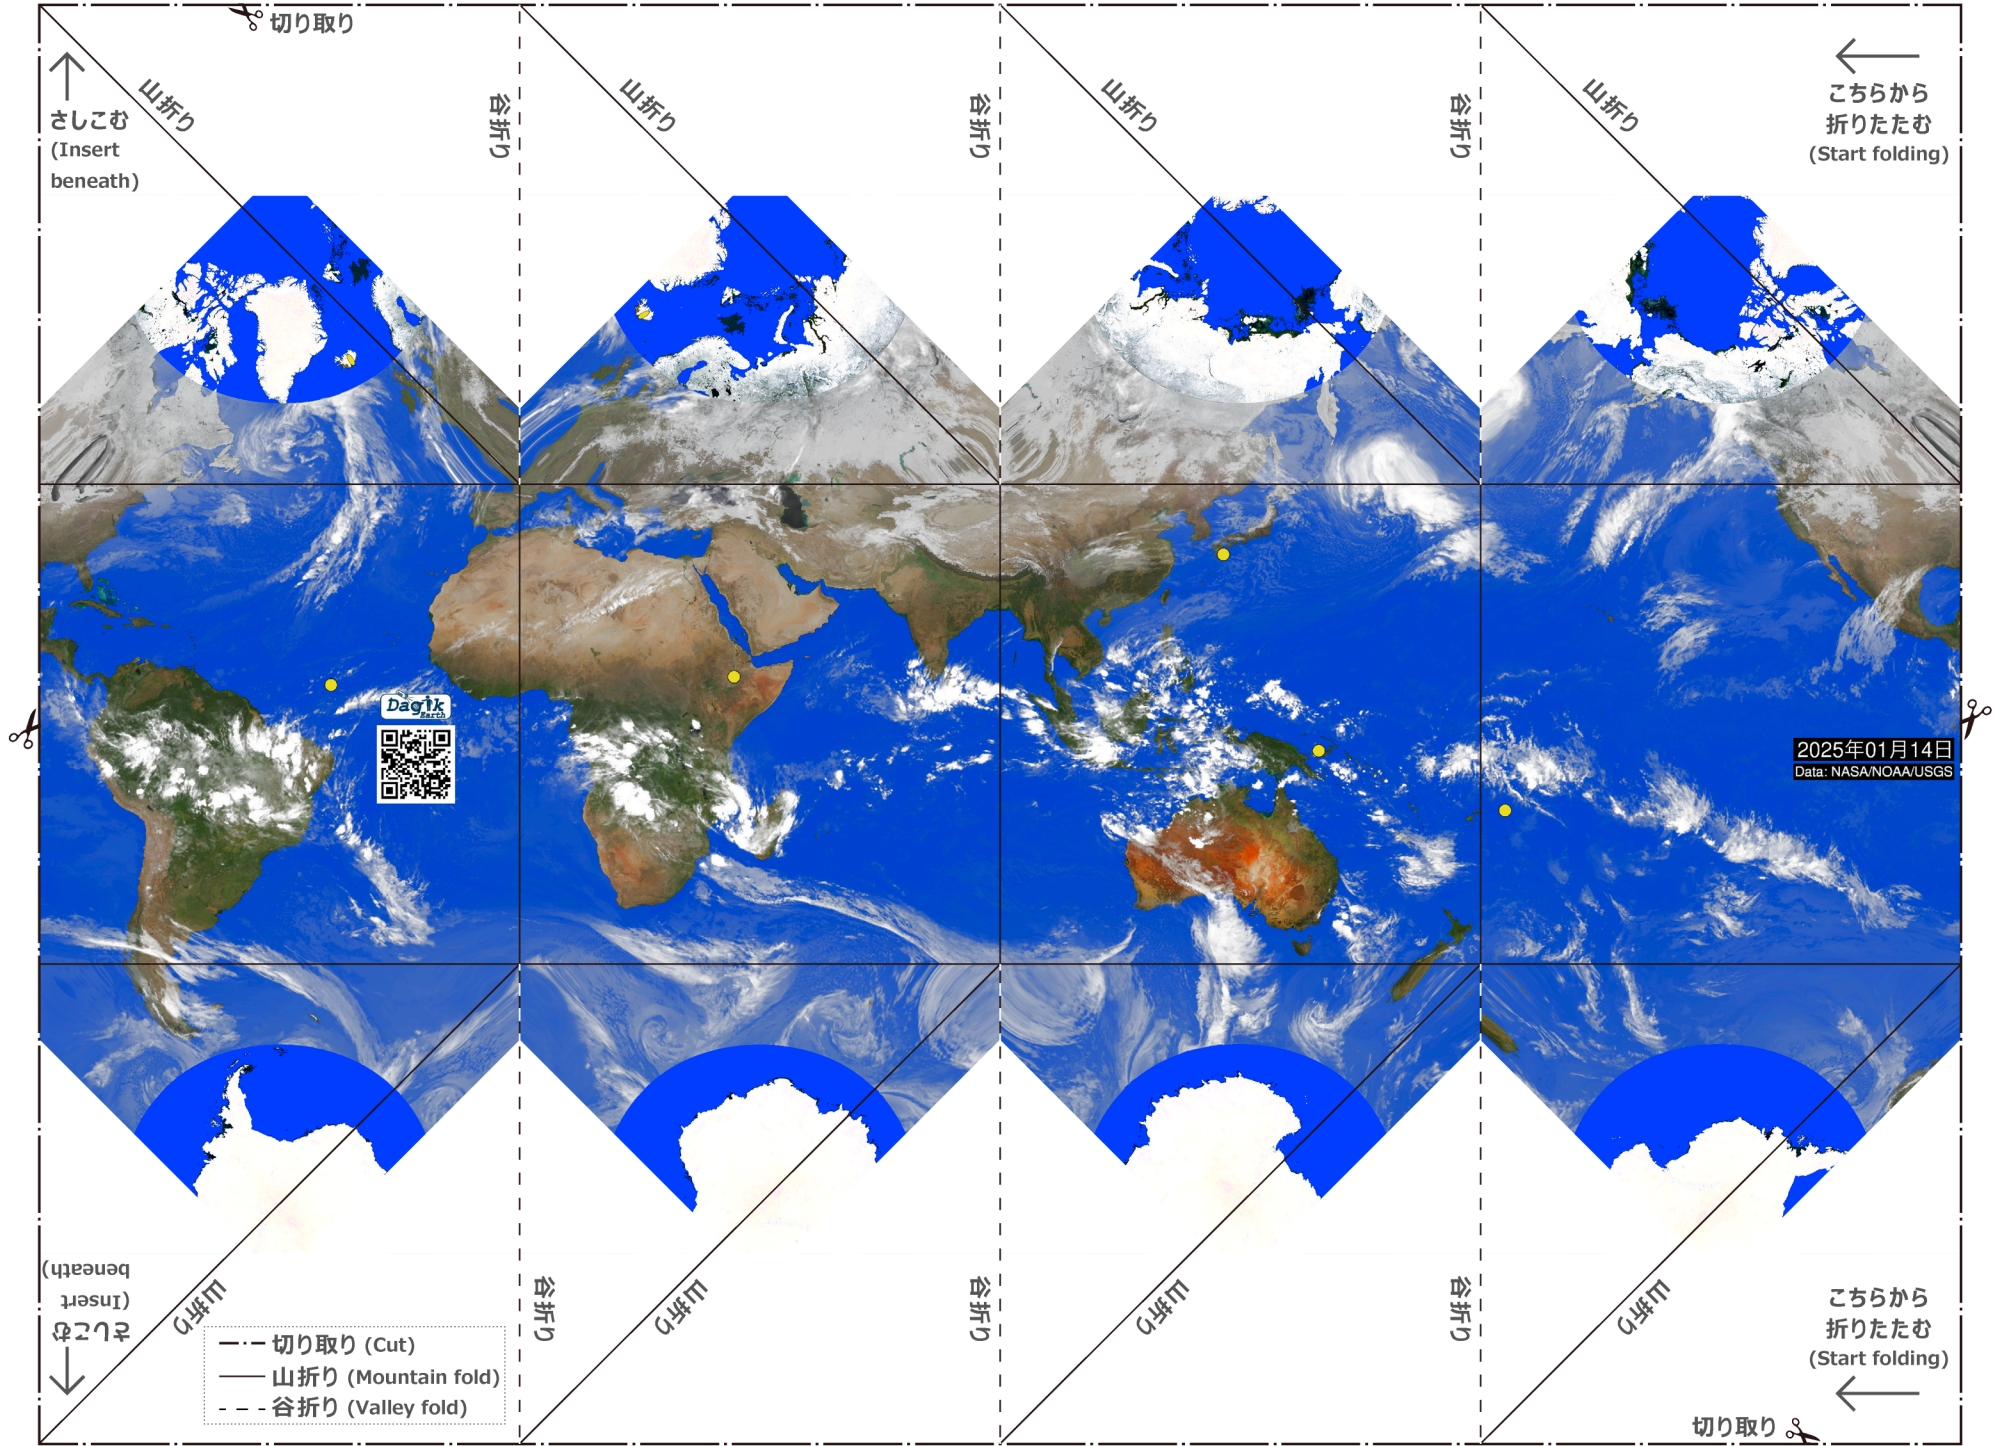 切り取り
さしこむ
(Insert
beneath)
山折り
谷折り
山折り
谷折り
山折り
谷折り
山折り
こちらから
折りたたむ
(Start folding)
Dagik
Earth
2025年01月14日
Data: NASA/NOAA/USGS
さしこむ
(Insert
beneath)
山折り
谷折り
山折り
谷折り
山折り
谷折り
山折り
こちらから
折りたたむ
(Start folding)
切り取り (Cut)
山折り (Mountain fold)
谷折り (Valley fold)
切り取り